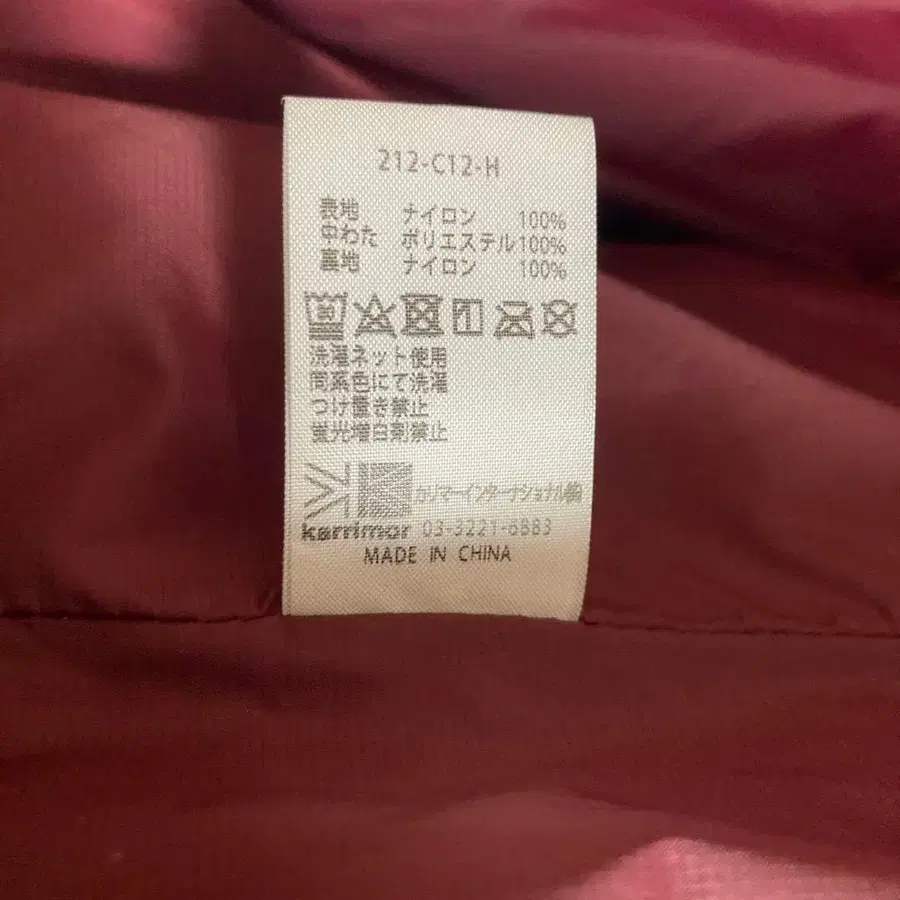 212-C12-H
表地 ナイロン 100%
中わた ポリエステル100%
裏地 ナイロン 100%
30
洗濯ネット使用
同系色にて洗濯
つけ置き禁止
蛍光増白剤禁止
カリマーインターナショナル㈱
karrimor 03-3221-6883
MADE IN CHINA